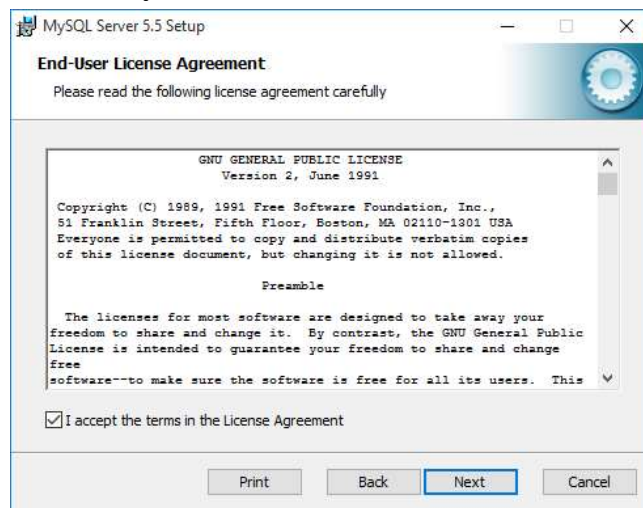 MySQL Server 5.5 Setup
End-User License Agreement
Please read the following license agreement carefully
GNU GENERAL PUBLIC LICENSE
Version 2, June 1991
Copyright (C) 1989, 1991 Free Software Foundation, Inc.,
51 Franklin Street, Fifth Floor, Boston, MA 02110-1301 USA
Everyone is permitted to copy and distribute verbatim copies
of this license document, but changing it is not allowed.
Preamble
The licenses for most software are designed to take away your
freedom to share and change it.  By contrast, the GNU General Public
License is intended to guarantee your freedom to share and change
free
software--to make sure the software is free for all its users.  This
I accept the terms in the License Agreement
Print Back Next Cancel